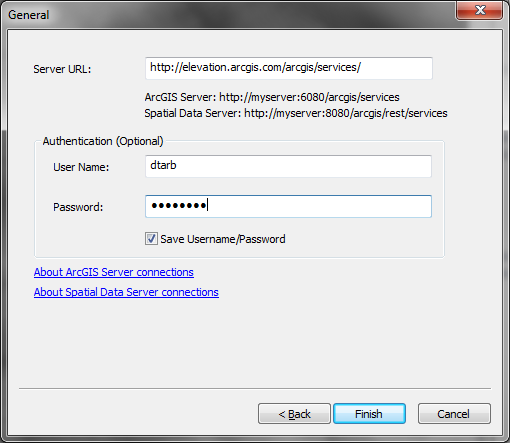 General
Server URL: http://elevation.arcgis.com/arcgis/services/
ArcGIS Server: http://myserver:6080/arcgis/services
Spatial Data Server: http://myserver:8080/arcgis/rest/services
Authentication (Optional)
User Name: dtarb
Password: ●●●●●●●●
Save Username/Password
About ArcGIS Server connections
About Spatial Data Server connections
< Back Finish Cancel